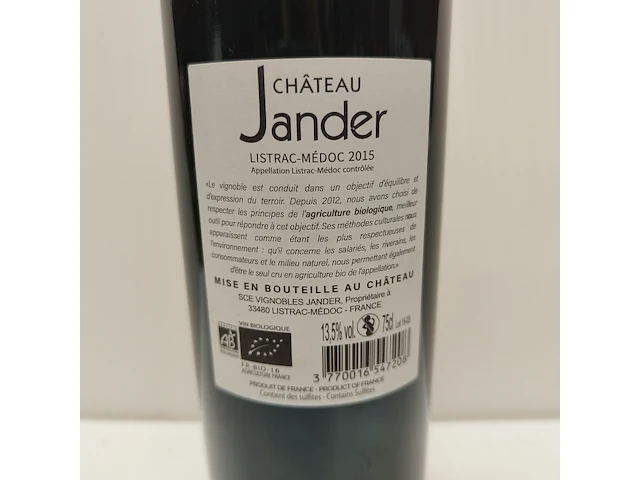 CHÂTEAU
Jander
LISTRAC-MÉDOC 2015
Appellation Listrac-Médoc contrôlée
«Le vignoble est conduit dans un objectif d'équilibre et
d'expression du terroir. Depuis 2012, nous avons choisi de
respecter les principes de l'agriculture biologique, meilleur
outil pour répondre à cet objectif. Ses méthodes culturales nous
apparaissent comme étant les plus respectueuses de
l'environnement : qu'il concerne les salariés, les riverains, les
consommateurs et le milieu naturel, nous permettant également
d'être le seul cru en agriculture bio de l'appellation.»
MISE EN BOUTEILLE AU CHÂTEAU
SCE VIGNOBLES JANDER, Propriétaire à
33480 LISTRAC-MÉDOC - FRANCE
VIN BIOLOGIQUE
AB
FR-BIO-16
AGRICULTURE FRANCE
13,5% vol.
75cl
3 770016 547208
PRODUIT DE FRANCE - PRODUCT OF FRANCE
Contient des sulfites - Contains Sulfites